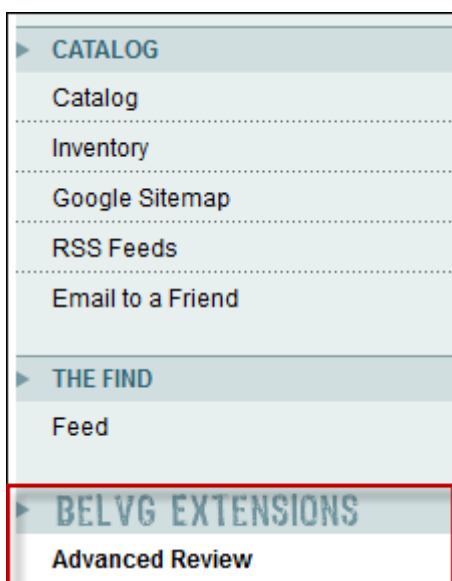 CATALOG
Catalog
Inventory
Google Sitemap
RSS Feeds
Email to a Friend
THE FIND
Feed
BELVG EXTENSIONS
Advanced Review